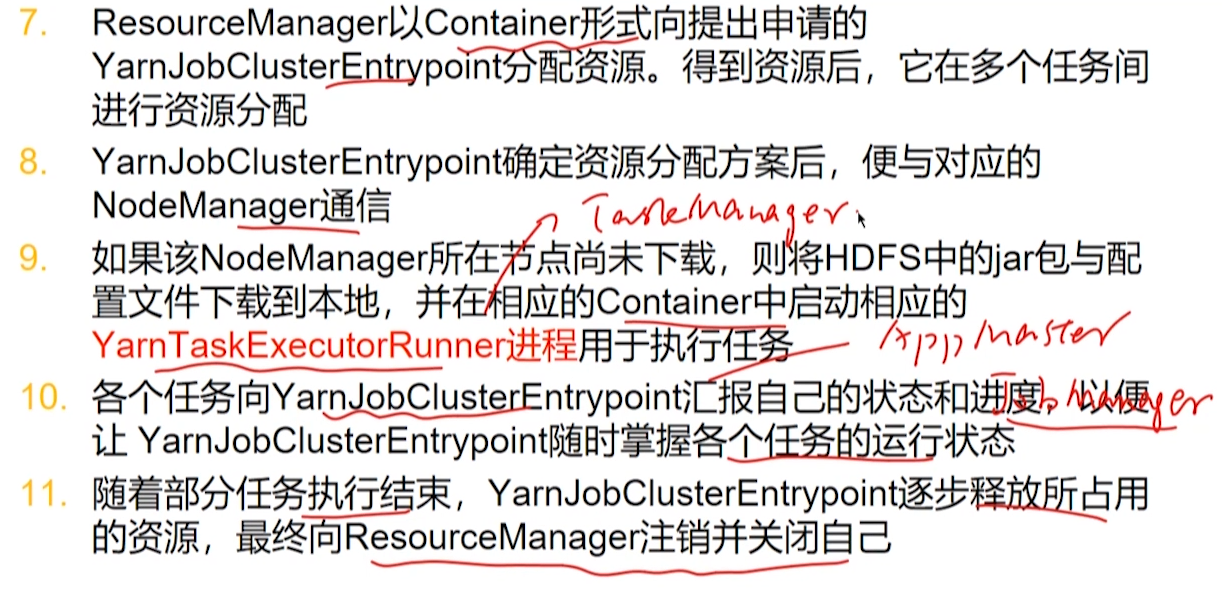 7. ResourceManager以Container形式向提出申请的
YarnJobClusterEntrypoint分配资源。得到资源后，它在多个任务间
进行资源分配
8. YarnJobClusterEntrypoint确定资源分配方案后，便与对应的
NodeManager通信
TaskManager
9. 如果该NodeManager所在节点尚未下载，则将HDFS中的jar包与配
置文件下载到本地，并在相应的Container中启动相应的
YarnTaskExecutorRunner进程用于执行任务
AppMaster
10. 各个任务向YarnJobClusterEntrypoint汇报自己的状态和进度，以便
JobManager
让 YarnJobClusterEntrypoint随时掌握各个任务的运行状态
11. 随着部分任务执行结束，YarnJobClusterEntrypoint逐步释放所占用
的资源，最终向ResourceManager注销并关闭自己